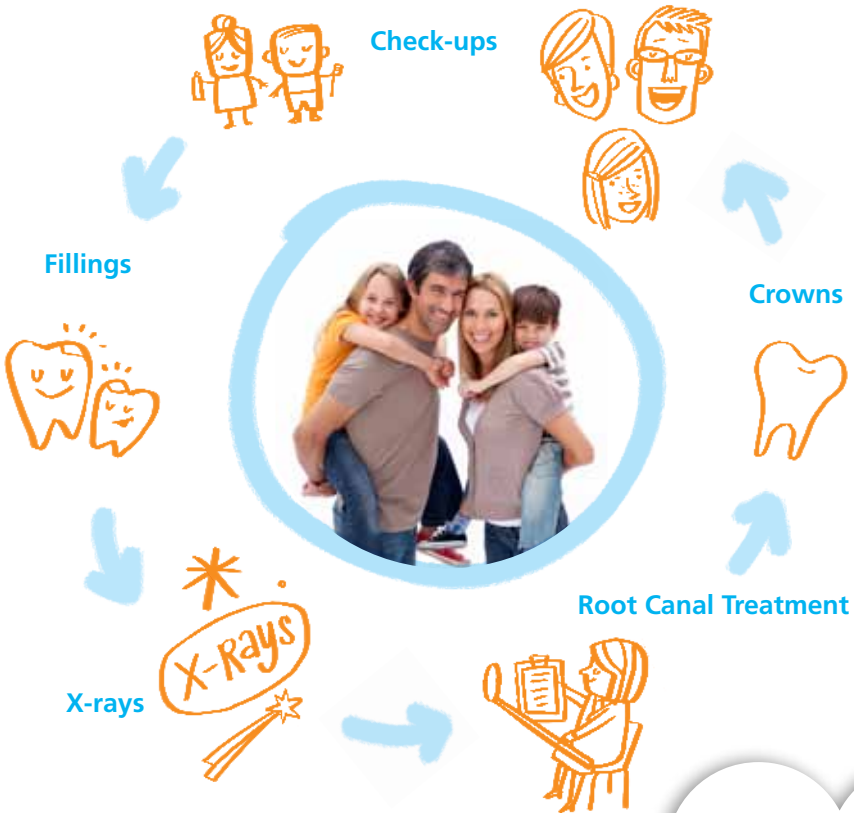 Check-ups
Fillings
Crowns
Root Canal Treatment
X-Rays
X-rays